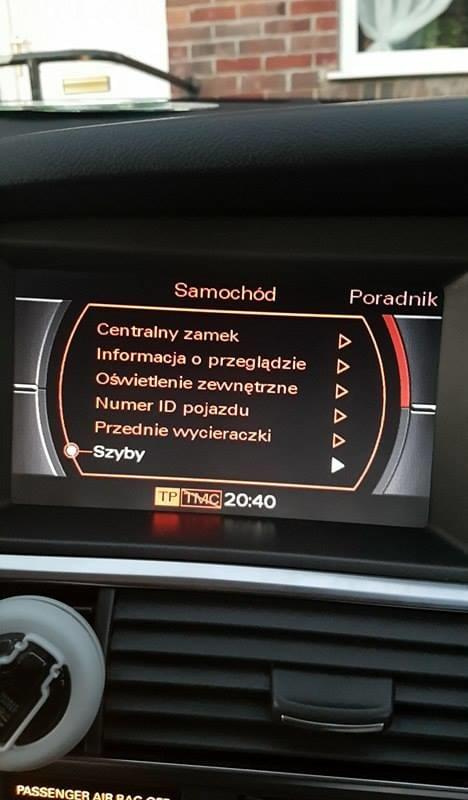 Samochód
Poradnik
Centralny zamek
Informacja o przeglądzie
Oświetlenie zewnętrzne
Numer ID pojazdu
Przednie wycieraczki
Szyby
TP TMC 20:40
PASSENGER AIR BAG OFF